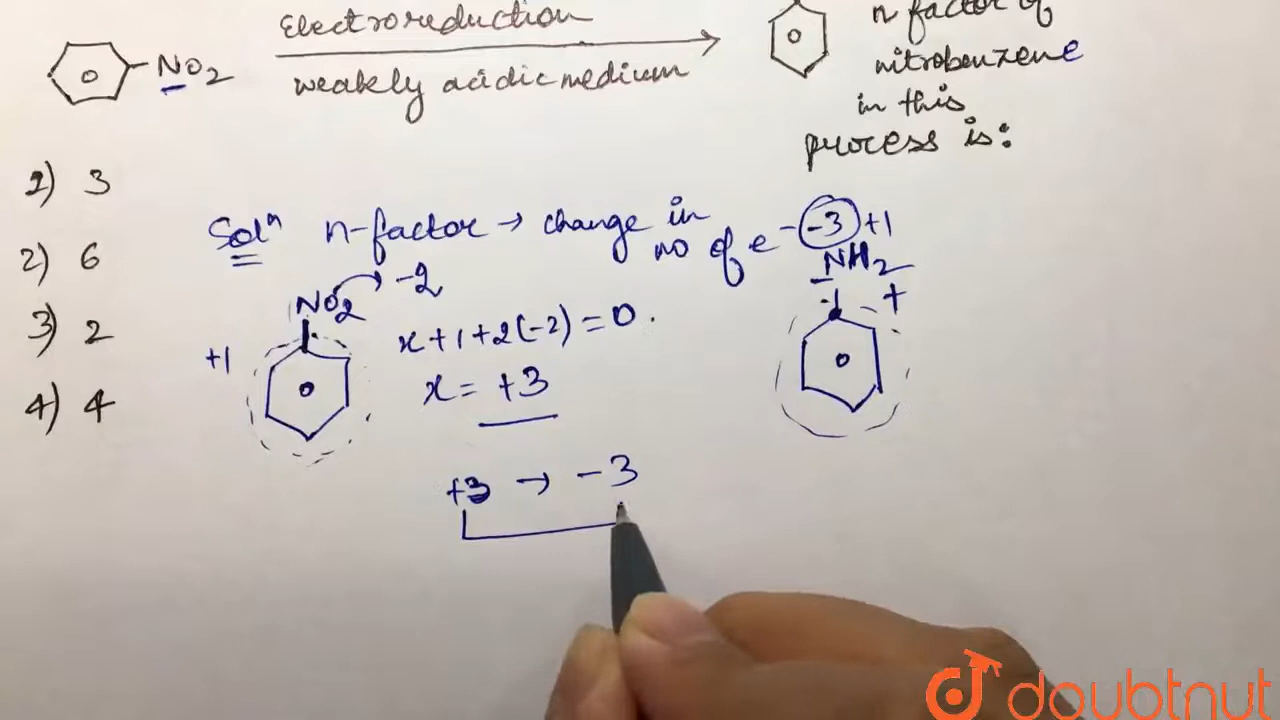 Electroreduction
NO2
weakly acidic medium
n factor of
nitrobenzene
in this
process is:
1) 3
2) 6
3) 2
4) 4
Solⁿ n-factor → change in
no of e⁻
-3 +1
NH2
+
NO2 → -2
+1
x+1+2(-2)=0.
x = +3
+3 → -3
doubtnut